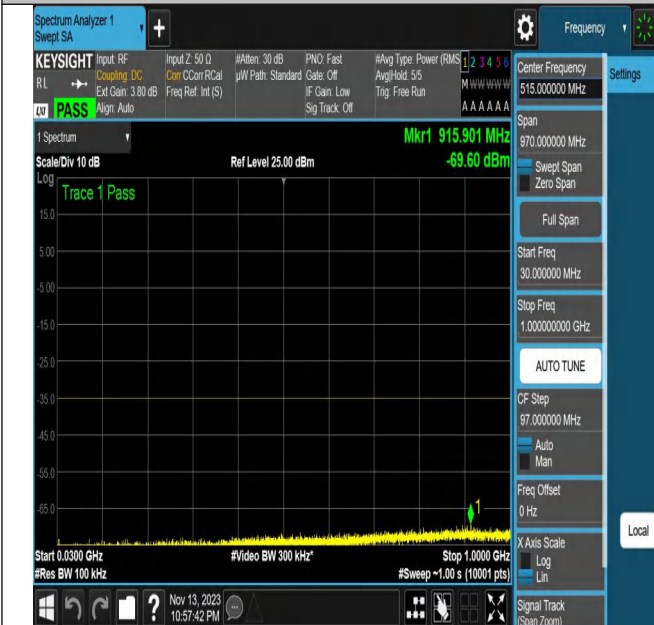 Spectrum Analyzer 1
Swept SA
+
Frequency
KEYSIGHT
RL
LXI PASS
Input: RF
Coupling: DC
Ext Gain: 3.80 dB
Align: Auto
Input Z: 50 Ω
Corr CCorr RCal
Freq Ref: Int (S)
#Atten: 30 dB
µW Path: Standard
PNO: Fast
Gate: Off
IF Gain: Low
Sig Track: Off
#Avg Type: Power (RMS
Avg|Hold: 5/5
Trig: Free Run
1 2 3 4 5 6
M W W W W W
A A A A A A
Center Frequency
515.000000 MHz
Settings
Span
970.000000 MHz
Swept Span
Zero Span
Full Span
Start Freq
30.000000 MHz
Stop Freq
1.000000000 GHz
AUTO TUNE
CF Step
97.000000 MHz
Auto
Man
Freq Offset
0 Hz
X Axis Scale
Log
Lin
Local
Signal Track
(Span Zoom)
1 Spectrum
Scale/Div 10 dB
Ref Level 25.00 dBm
Mkr1 915.901 MHz
-69.60 dBm
Log
Trace 1 Pass
15.0
5.00
-5.00
-15.0
-25.0
-35.0
-45.0
-55.0
-65.0
1
Start 0.0300 GHz
#Video BW 300 kHz*
Stop 1.0000 GHz
#Res BW 100 kHz
#Sweep ~1.00 s (10001 pts)
?
Nov 13, 2023
10:57:42 PM